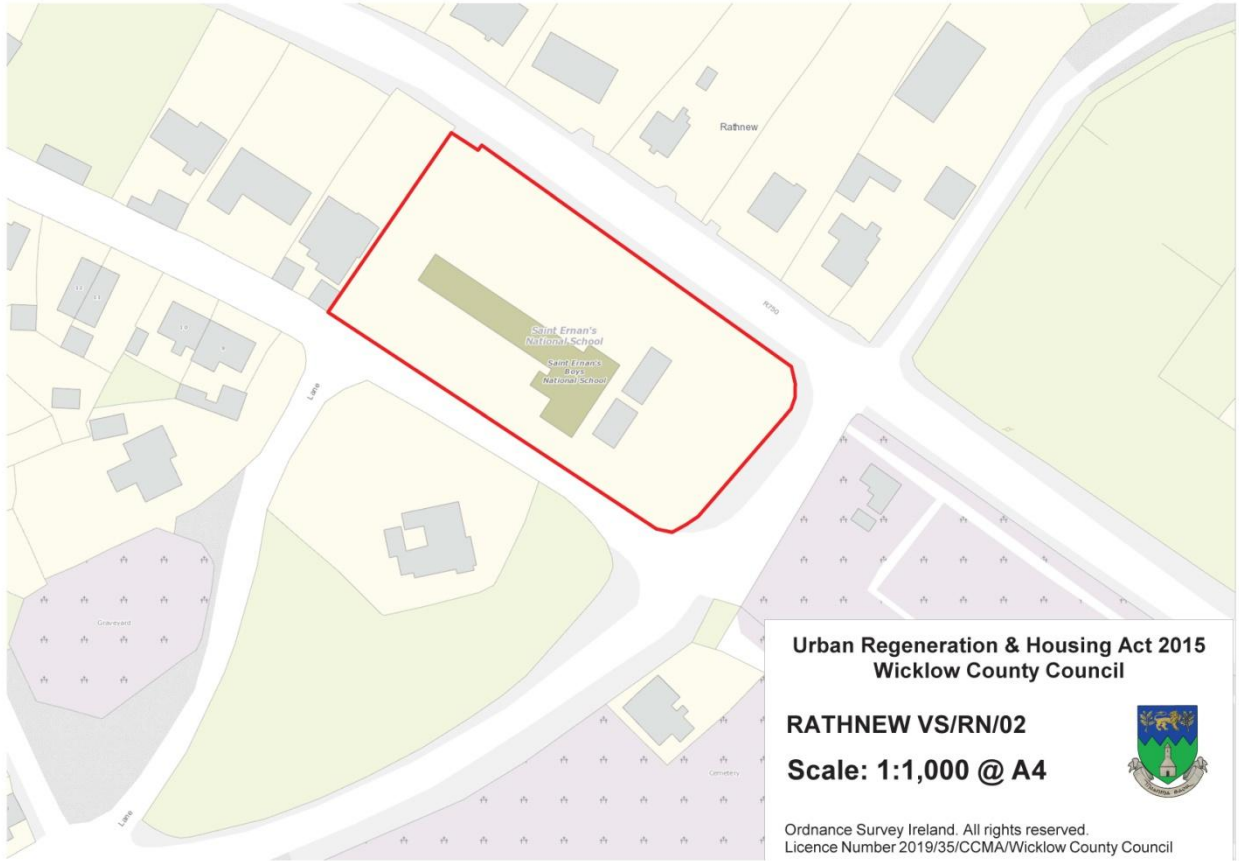 Rathnew
R750
Saint Ernan's
National School
Saint Ernan's
Boys
National School
Lane
Graveyard
Lane
Cemetery
Urban Regeneration & Housing Act 2015
Wicklow County Council
RATHNEW VS/RN/02
Scale: 1:1,000 @ A4
Ordnance Survey Ireland. All rights reserved.
Licence Number 2019/35/CCMA/Wicklow County Council